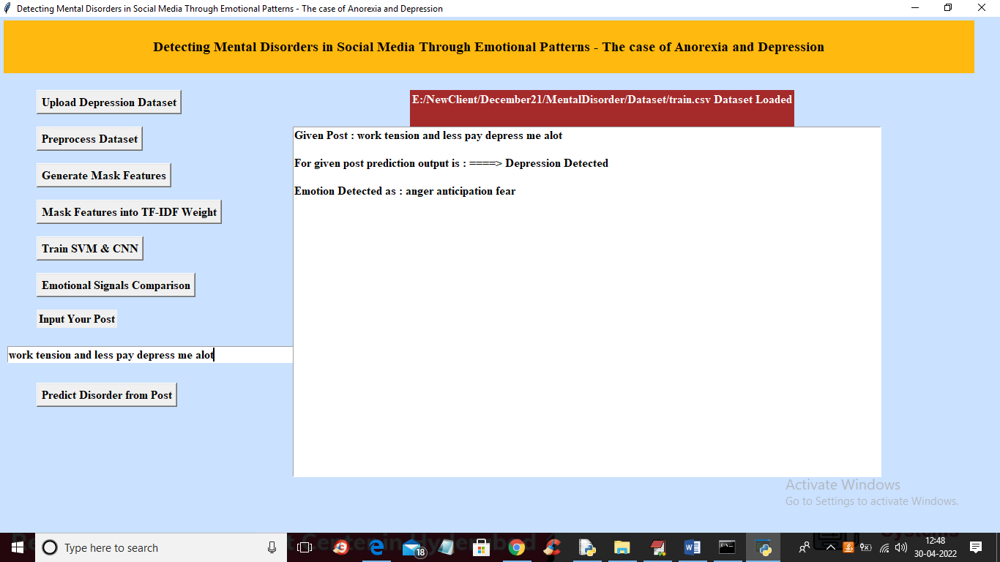 Detecting Mental Disorders in Social Media Through Emotional Patterns - The case of Anorexia and Depression
Detecting Mental Disorders in Social Media Through Emotional Patterns - The case of Anorexia and Depression
Upload Depression Dataset
E:/NewClient/December21/MentalDisorder/Dataset/train.csv Dataset Loaded
Preprocess Dataset
Given Post : work tension and less pay depress me alot
For given post prediction output is : ====> Depression Detected
Generate Mask Features
Emotion Detected as : anger anticipation fear
Mask Features into TF-IDF Weight
Train SVM & CNN
Emotional Signals Comparison
Input Your Post
work tension and less pay depress me alot
Predict Disorder from Post
Activate Windows
Go to Settings to activate Windows.
Type here to search
18
12:48
30-04-2022